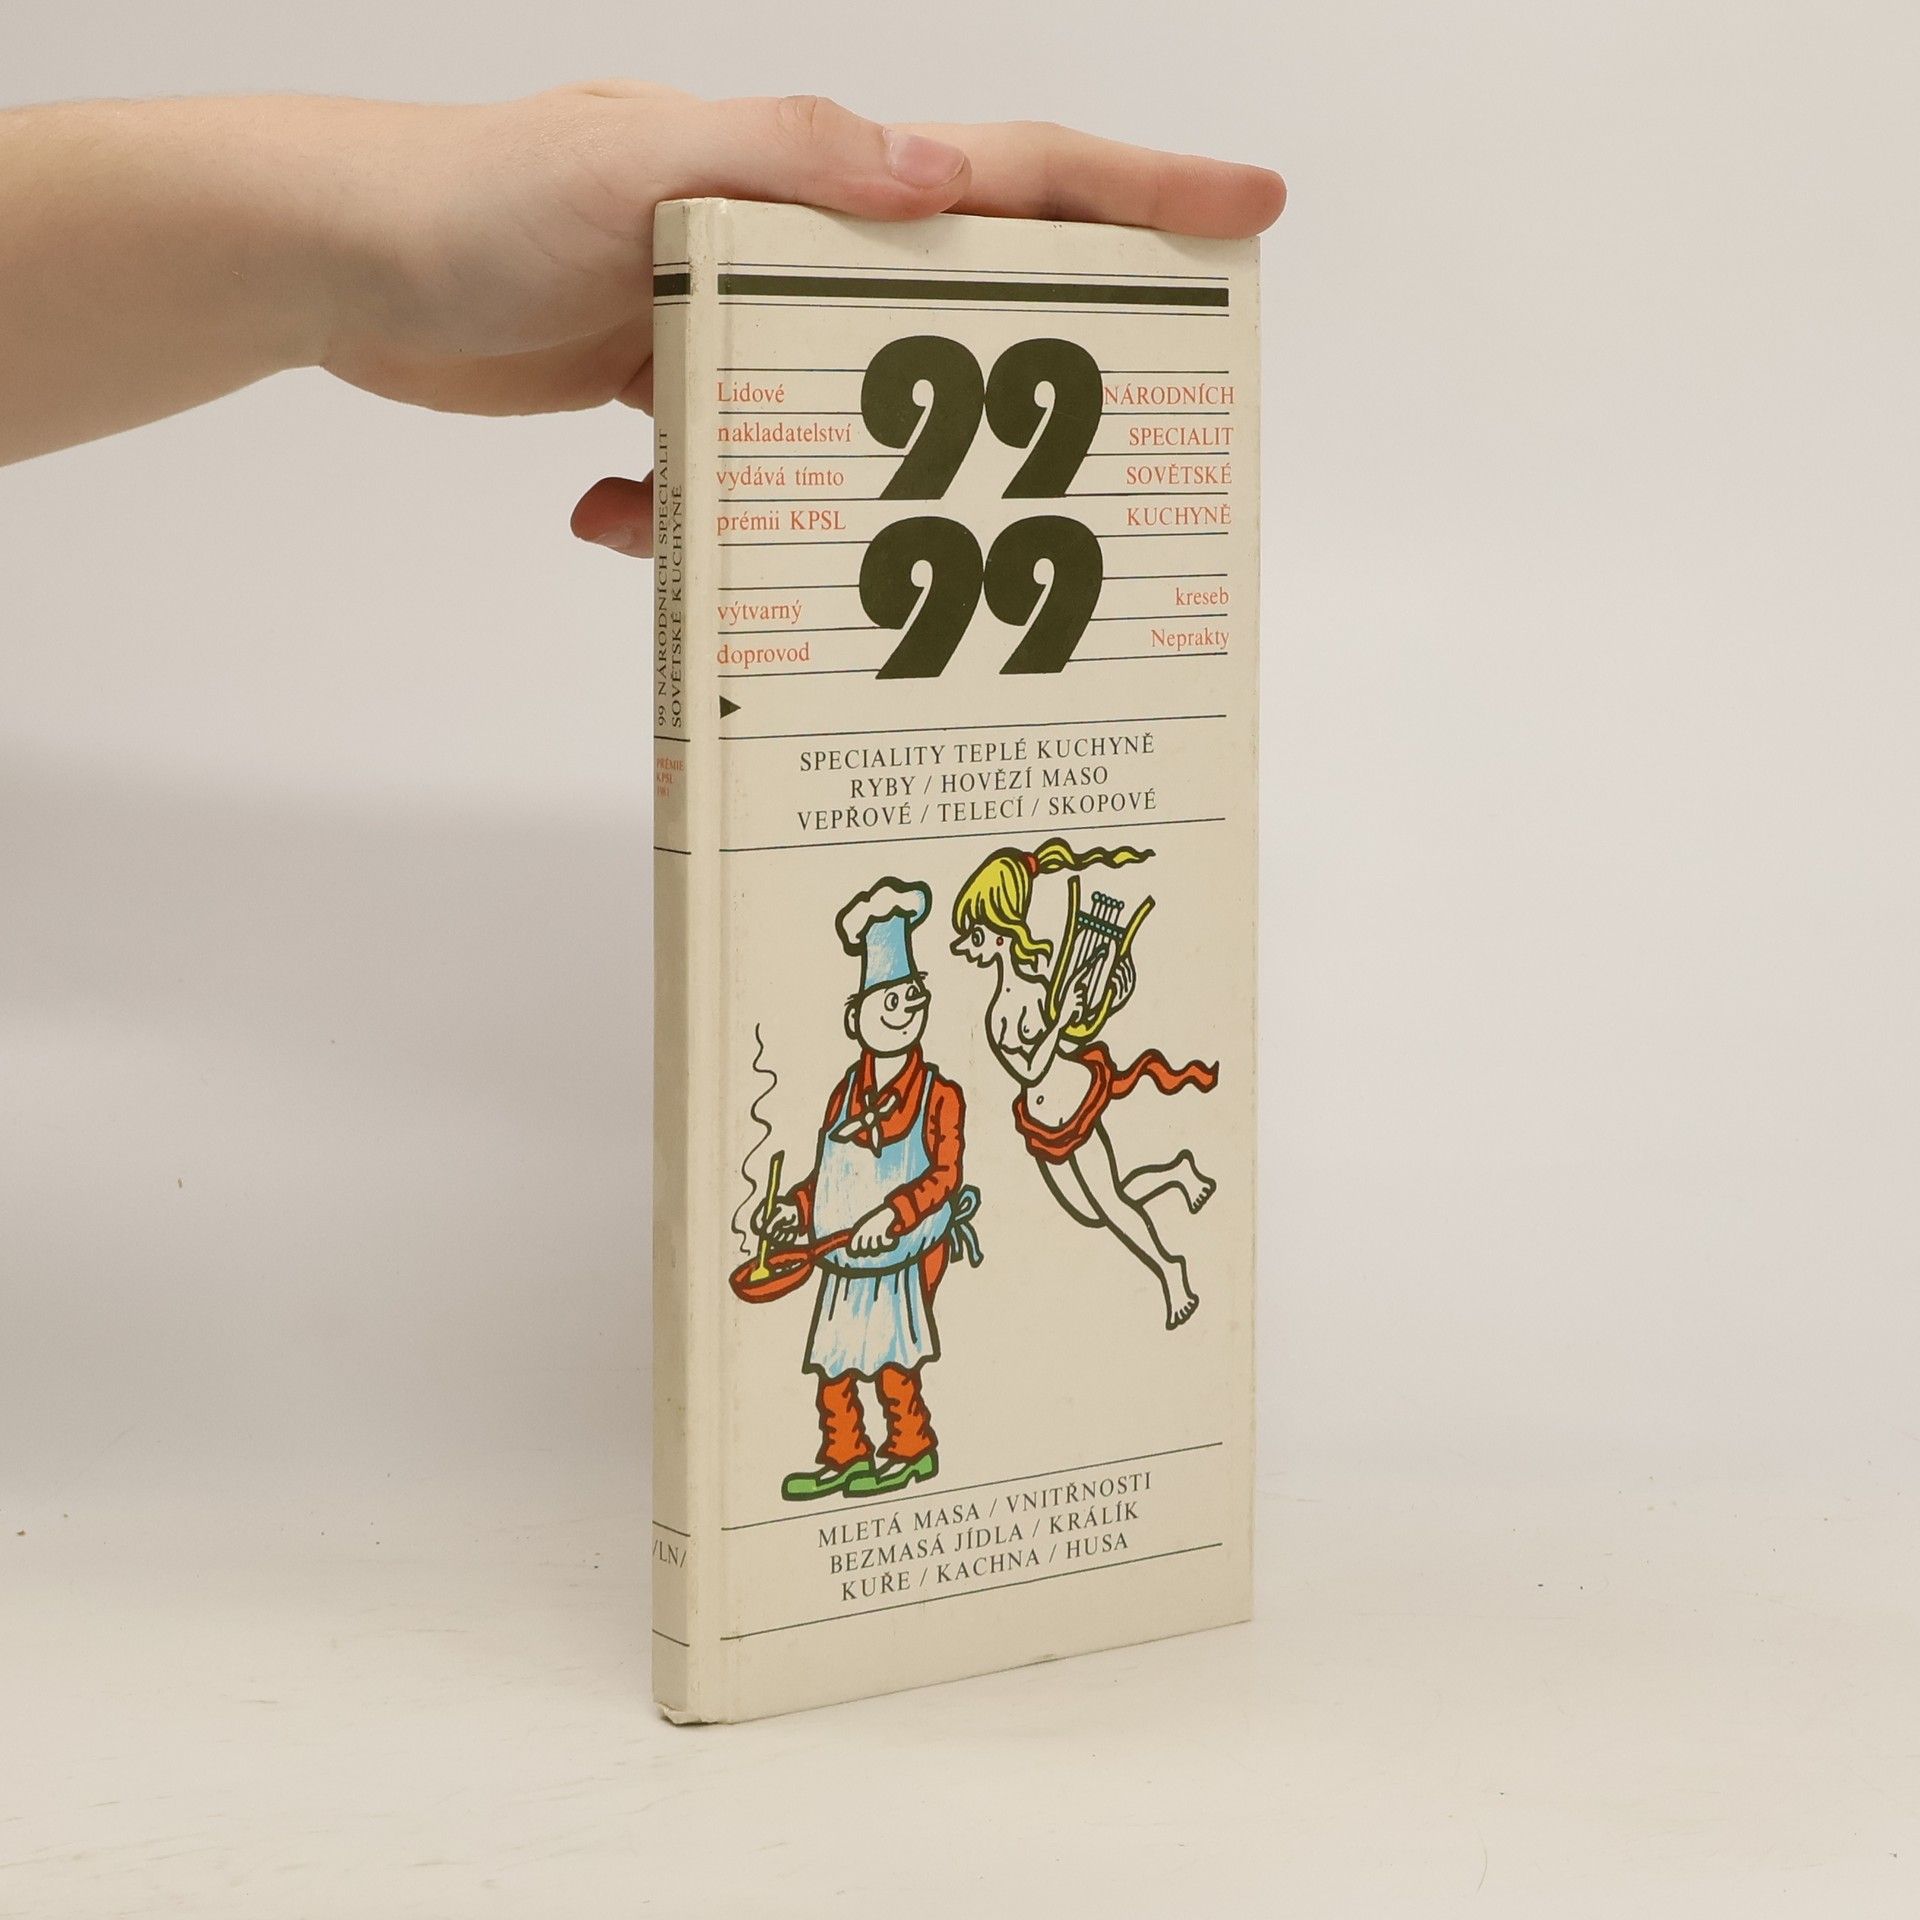 99 NÁRODNÍCH SPECIALIT
SOVĚTSKÉ KUCHYNĚ
PRÉMIE
KPSL
/LN/
Lidové
nakladatelství
vydává tímto
prémii KPSL
99
NÁRODNÍCH
SPECIALIT
SOVĚTSKÉ
KUCHYNĚ
výtvarný
doprovod
99
kreseb
Neprakty
SPECIALITY TEPLÉ KUCHYNĚ
RYBY / HOVĚZÍ MASO
VEPŘOVÉ / TELECÍ / SKOPOVÉ
MLETÁ MASA / VNITŘNOSTI
BEZMASÁ JÍDLA / KRÁLÍK
KUŘE / KACHNA / HUSA